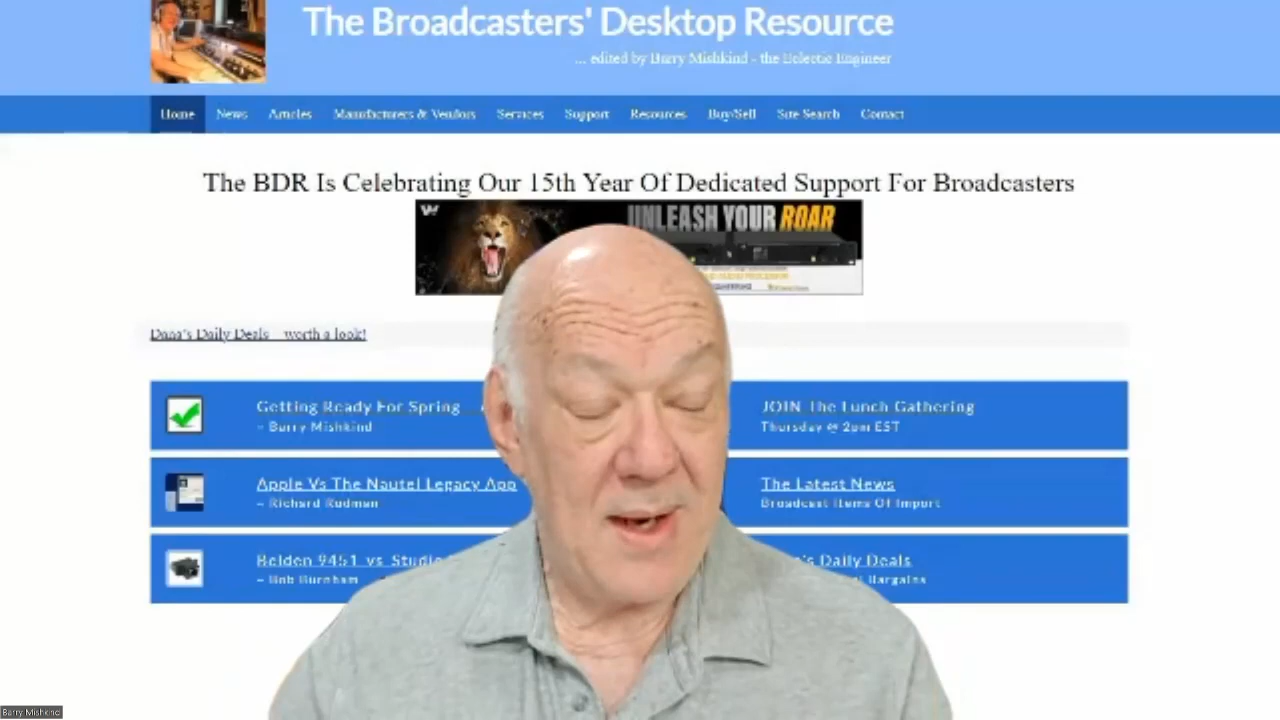 The Broadcasters' Desktop Resource
... edited by Barry Mishkind - the Eclectic Engineer
Home News Articles Manufacturers & Vendors Services Support Resources Buy/Sell Site Search Contact
The BDR Is Celebrating Our 15th Year Of Dedicated Support For Broadcasters
UNLEASH YOUR ROAR
Dana's Daily Deals worth a look!
Getting Ready For Spring
~ Barry Mishkind
JOIN The Lunch Gathering
Thursday @ 2pm EST
Apple Vs The Nautel Legacy App
~ Richard Rudman
The Latest News
Broadcast Items Of Import
Belden 9451 vs Studio
~ Bob Burnham
's Daily Deals
Bargains
Barry Mishkind